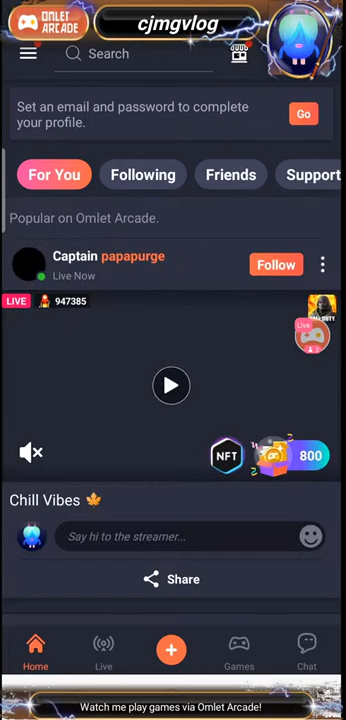 OMLET
ARCADE
cjmgvlog
Search
Set an email and password to complete
your profile.
Go
For You
Following
Friends
Support
Popular on Omlet Arcade.
Captain papapurge
Follow
Live Now
LIVE
947385
Live
NFT
800
Chill Vibes
Say hi to the streamer...
Share
Home
Live
Games
Chat
Watch me play games via Omlet Arcade!